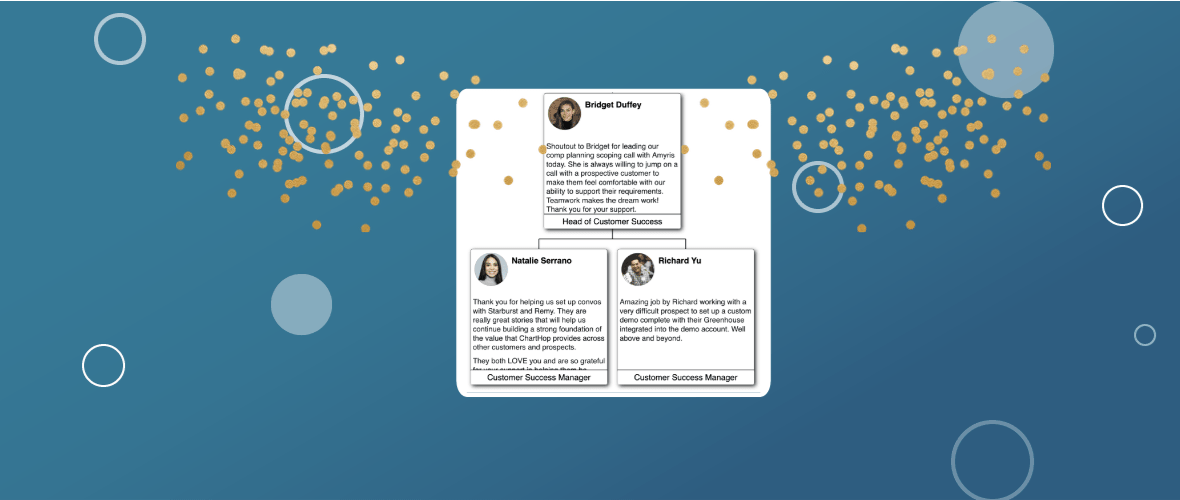 Bridget Duffey
Shoutout to Bridget for leading our
comp planning scoping call with Amyris
today. She is always willing to jump on a
call with a prospective customer to
make them feel comfortable with our
ability to support their requirements.
Teamwork makes the dream work!
Thank you for your support.
Head of Customer Success
Natalie Serrano
Thank you for helping us set up convos
with Starburst and Remy. They are
really great stories that will help us
continue building a strong foundation of
the value that ChartHop provides across
other customers and prospects.
They both LOVE you and are so grateful
for your support in helping them be
Customer Success Manager
Richard Yu
Amazing job by Richard working with a
very difficult prospect to set up a custom
demo complete with their Greenhouse
integrated into the demo account. Well
above and beyond.
Customer Success Manager